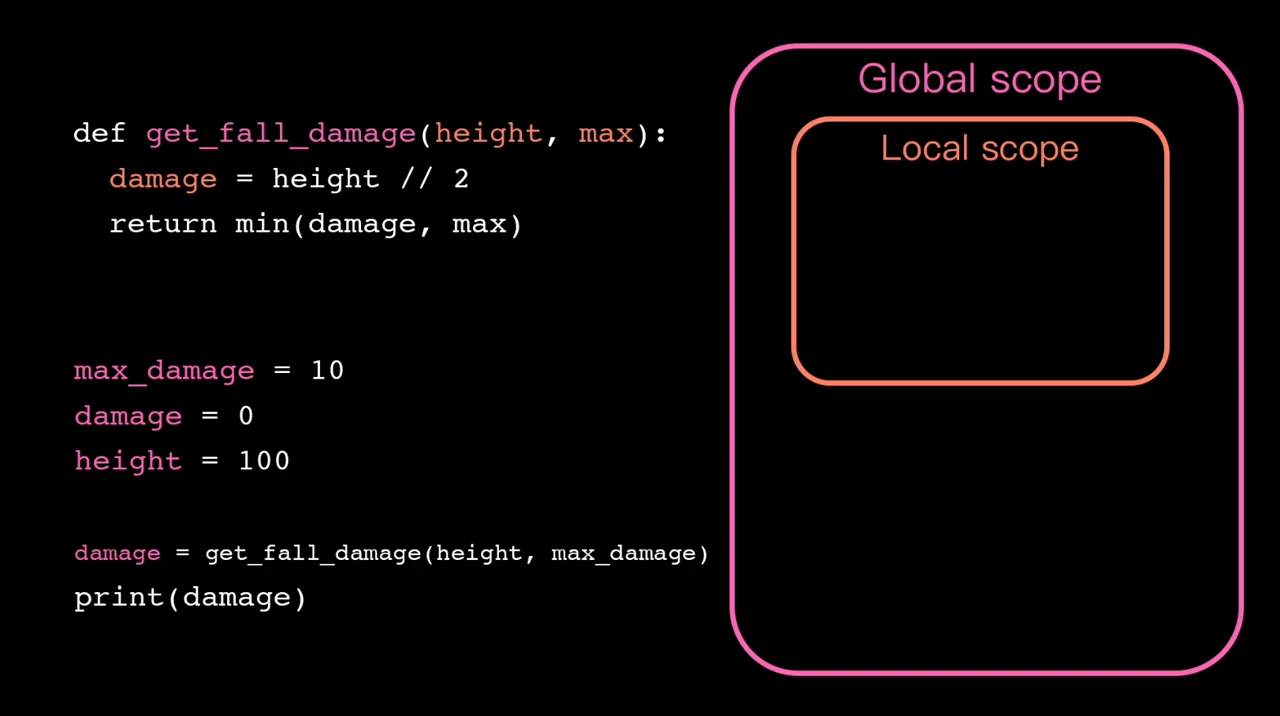 def get_fall_damage(height, max):
  damage = height // 2
  return min(damage, max)
max_damage = 10
damage = 0
height = 100
damage = get_fall_damage(height, max_damage)
print(damage)
Global scope
Local scope